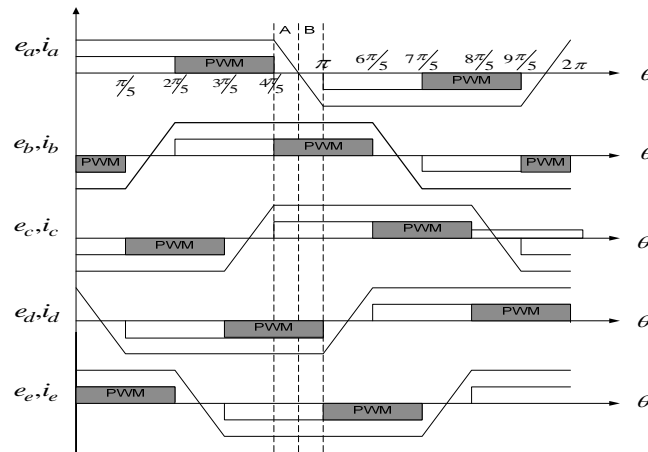 A B
e_a, i_a PWM π/5 2π/5 3π/5 4π/5 π 6π/5 7π/5 8π/5 9π/5 2π PWM θ
e_b, i_b PWM PWM PWM θ
e_c, i_c PWM PWM θ
e_d, i_d PWM PWM θ
e_e, i_e PWM PWM θ